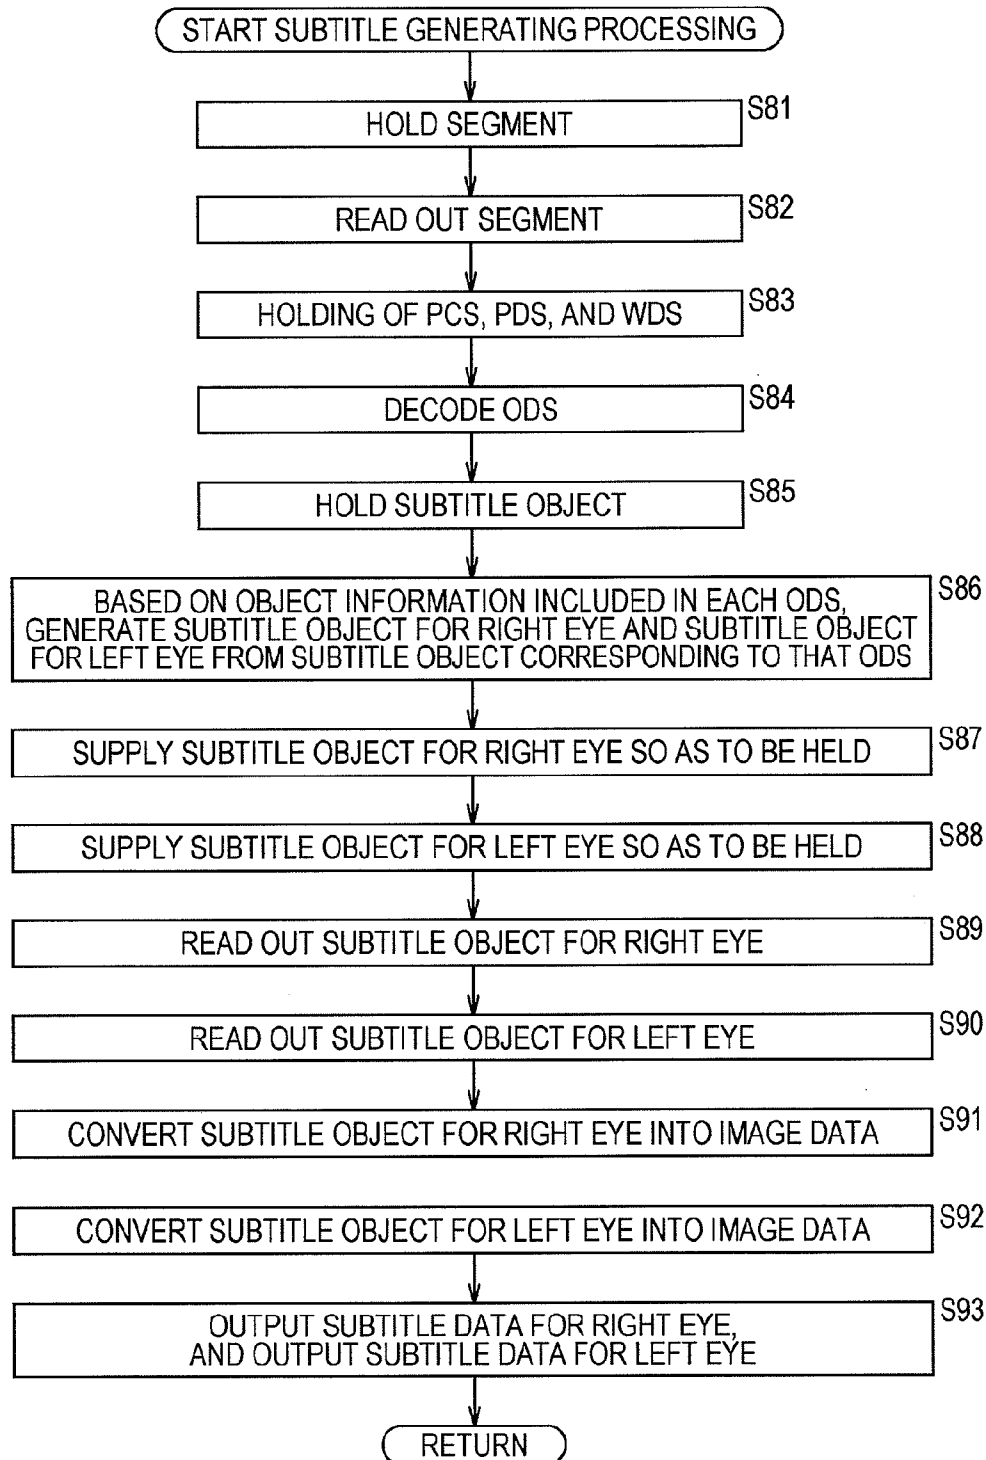 START SUBTITLE GENERATING PROCESSING
HOLD SEGMENT
S81
READ OUT SEGMENT
S82
HOLDING OF PCS, PDS, AND WDS
S83
DECODE ODS
S84
HOLD SUBTITLE OBJECT
S85
BASED ON OBJECT INFORMATION INCLUDED IN EACH ODS,
GENERATE SUBTITLE OBJECT FOR RIGHT EYE AND SUBTITLE OBJECT
FOR LEFT EYE FROM SUBTITLE OBJECT CORRESPONDING TO THAT ODS
S86
SUPPLY SUBTITLE OBJECT FOR RIGHT EYE SO AS TO BE HELD
S87
SUPPLY SUBTITLE OBJECT FOR LEFT EYE SO AS TO BE HELD
S88
READ OUT SUBTITLE OBJECT FOR RIGHT EYE
S89
READ OUT SUBTITLE OBJECT FOR LEFT EYE
S90
CONVERT SUBTITLE OBJECT FOR RIGHT EYE INTO IMAGE DATA
S91
CONVERT SUBTITLE OBJECT FOR LEFT EYE INTO IMAGE DATA
S92
OUTPUT SUBTITLE DATA FOR RIGHT EYE,
AND OUTPUT SUBTITLE DATA FOR LEFT EYE
S93
RETURN